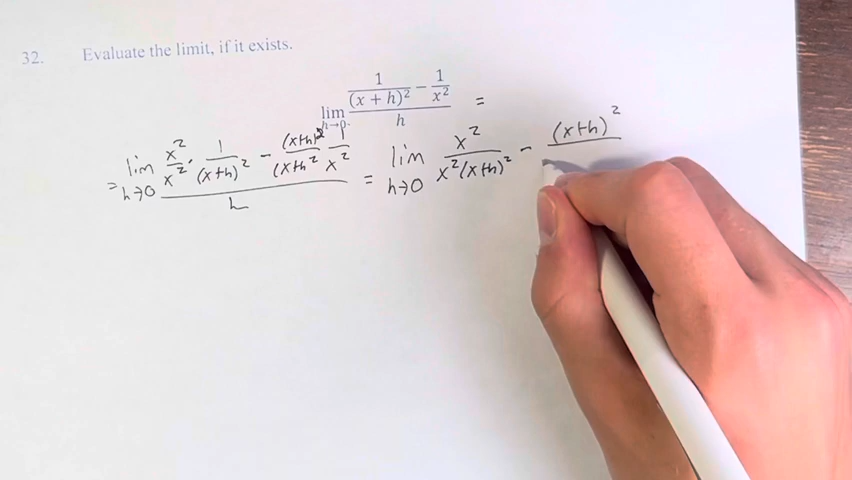 32. Evaluate the limit, if it exists.
lim h→0 (1/(x + h)² − 1/x²)/h =
= lim h→0 (x²/x² · 1/(x+h)² − (x+h)²/(x+h² 1/x²)/h = lim h→0 x²/(x²(x+h)²) − (x+h)²